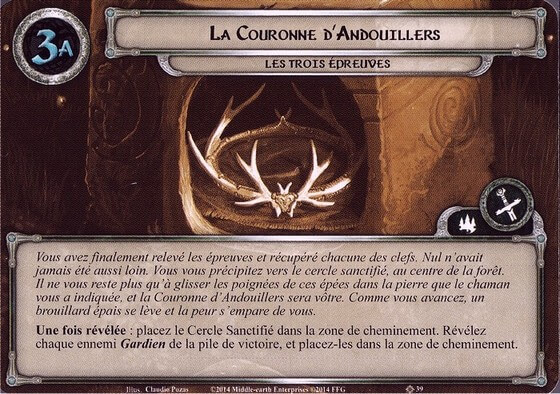 3A
La Couronne d'Andouillers
Les trois épreuves
Vous avez finalement relevé les épreuves et récupéré chacune des clefs. Nul n'avait
jamais été aussi loin. Vous vous précipitez vers le cercle sanctifié, au centre de la forêt.
Il ne vous reste plus qu'à glisser les poignées de ces épées dans la pierre que le chaman
vous a indiquée, et la Couronne d'Andouillers sera vôtre. Comme vous avancez, un
brouillard épais se lève et la peur s'empare de vous.
Une fois révélée : placez le Cercle Sanctifié dans la zone de cheminement. Révélez
chaque ennemi Gardien de la pile de victoire, et placez-les dans la zone de cheminement.
Illus. Claudio Pozas ©2014 Middle-earth Enterprises ©2014 FFG 39